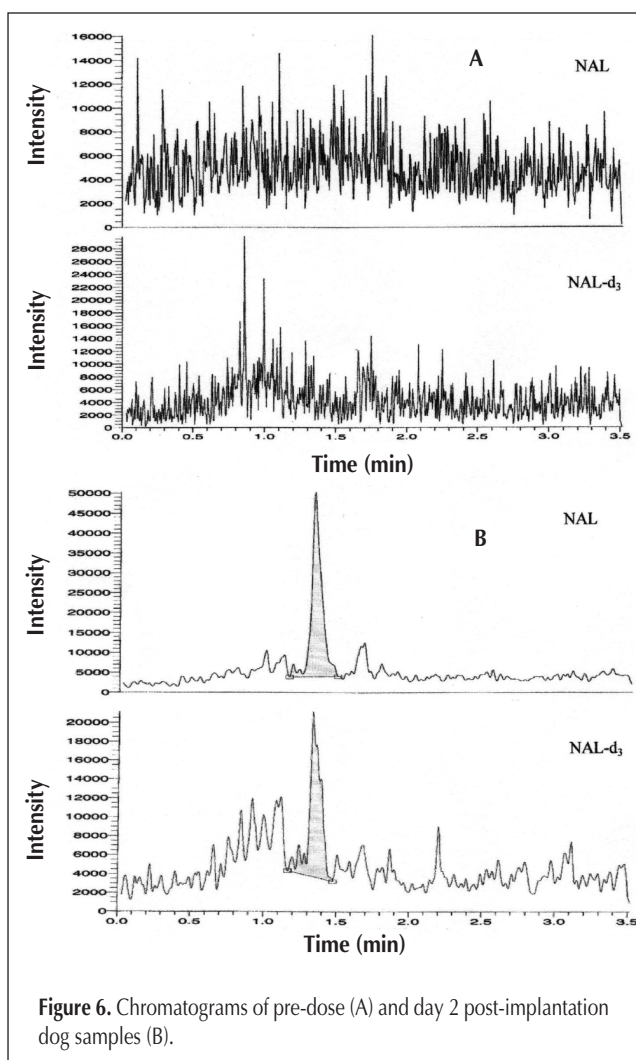 A
NAL
Intensity
16000
14000
12000
10000
8000
6000
4000
2000
0
NAL-d₃
Intensity
28000
26000
24000
22000
20000
18000
16000
14000
12000
10000
8000
6000
4000
2000
0
0.0 0.5 1.0 1.5 2.0 2.5 3.0 3.5
Time (min)
B
NAL
Intensity
50000
45000
40000
35000
30000
25000
20000
15000
10000
5000
0
NAL-d₃
Intensity
20000
18000
16000
14000
12000
10000
8000
6000
4000
2000
0
0.0 0.5 1.0 1.5 2.0 2.5 3.0 3.5
Time (min)
Figure 6. Chromatograms of pre-dose (A) and day 2 post-implantation
dog samples (B).